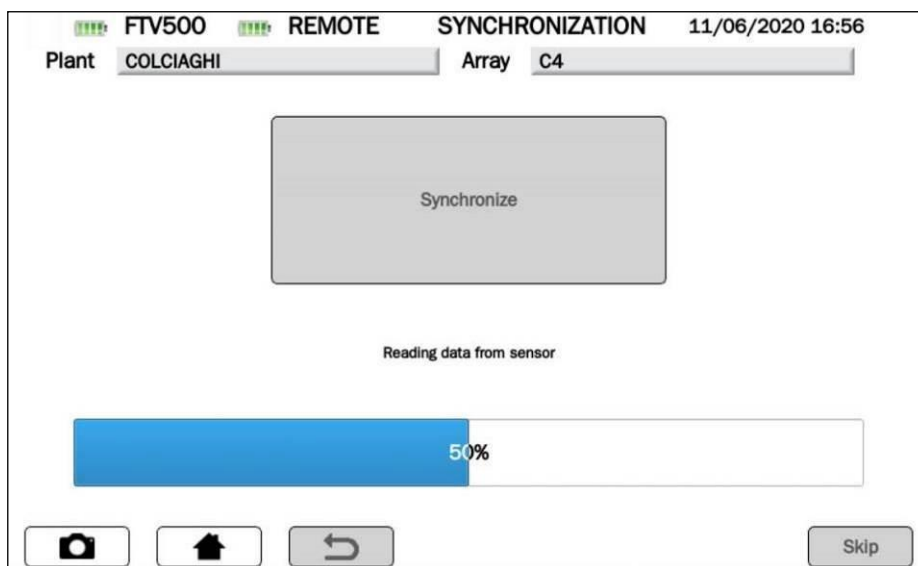 FTV500 REMOTE SYNCHRONIZATION 11/06/2020 16:56
Plant COLCIAGHI Array C4
Synchronize
Reading data from sensor
50%
Skip